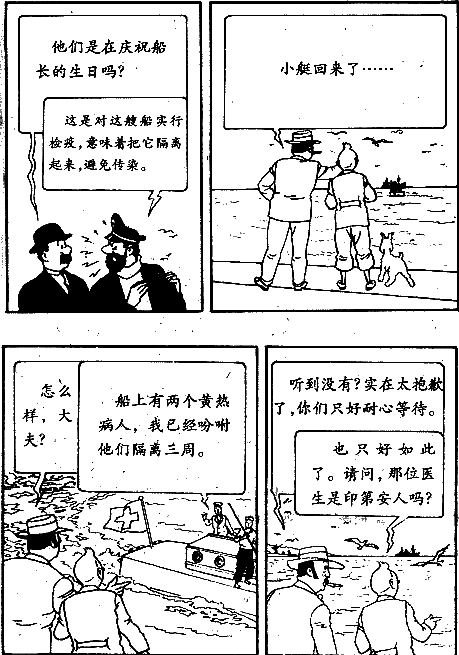 他们是在庆祝船
长的生日吗?
这是对这艘船实行
检疫,意味着把它隔离
起来,避免传染。
小艇回来了……
怎么
样,大
夫?
船上有两个黄热
病人,我已经吩咐
他们隔离三周。
听到没有?实在太抱歉
了,你们只好耐心等待。
也只好如此
了。请问,那位医
生是印第安人吗?